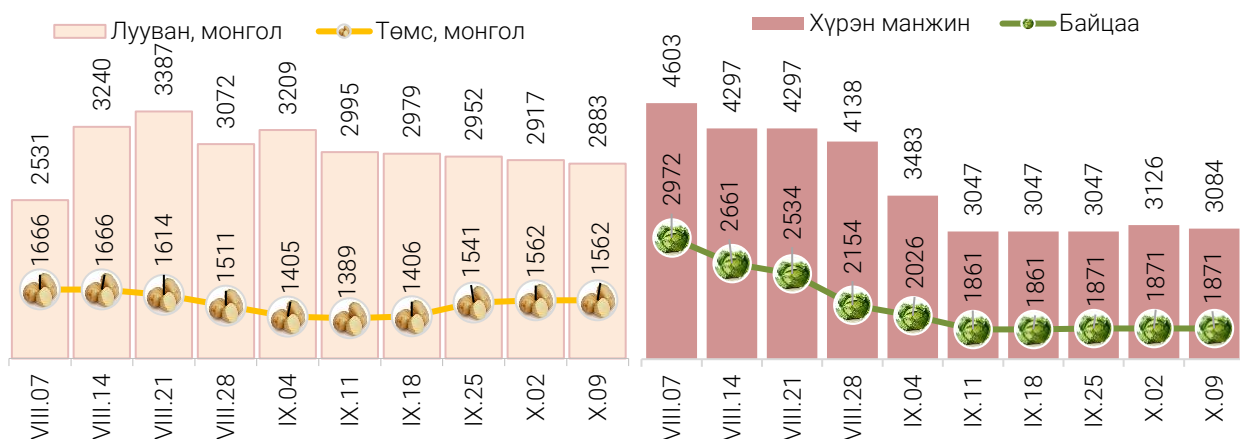 Лууван, монгол Төмс, монгол
2531 3240 3387 3072 3209 2995 2979 2952 2917 2883
1666 1666 1614 1511 1405 1389 1406 1541 1562 1562
VIII.07 VIII.14 VIII.21 VIII.28 IX.04 IX.11 IX.18 IX.25 X.02 X.09
Хүрэн манжин Байцаа
4603 4297 4297 4138 3483 3047 3047 3047 3126 3084
2972 2661 2534 2154 2026 1861 1861 1871 1871 1871
VIII.07 VIII.14 VIII.21 VIII.28 IX.04 IX.11 IX.18 IX.25 X.02 X.09